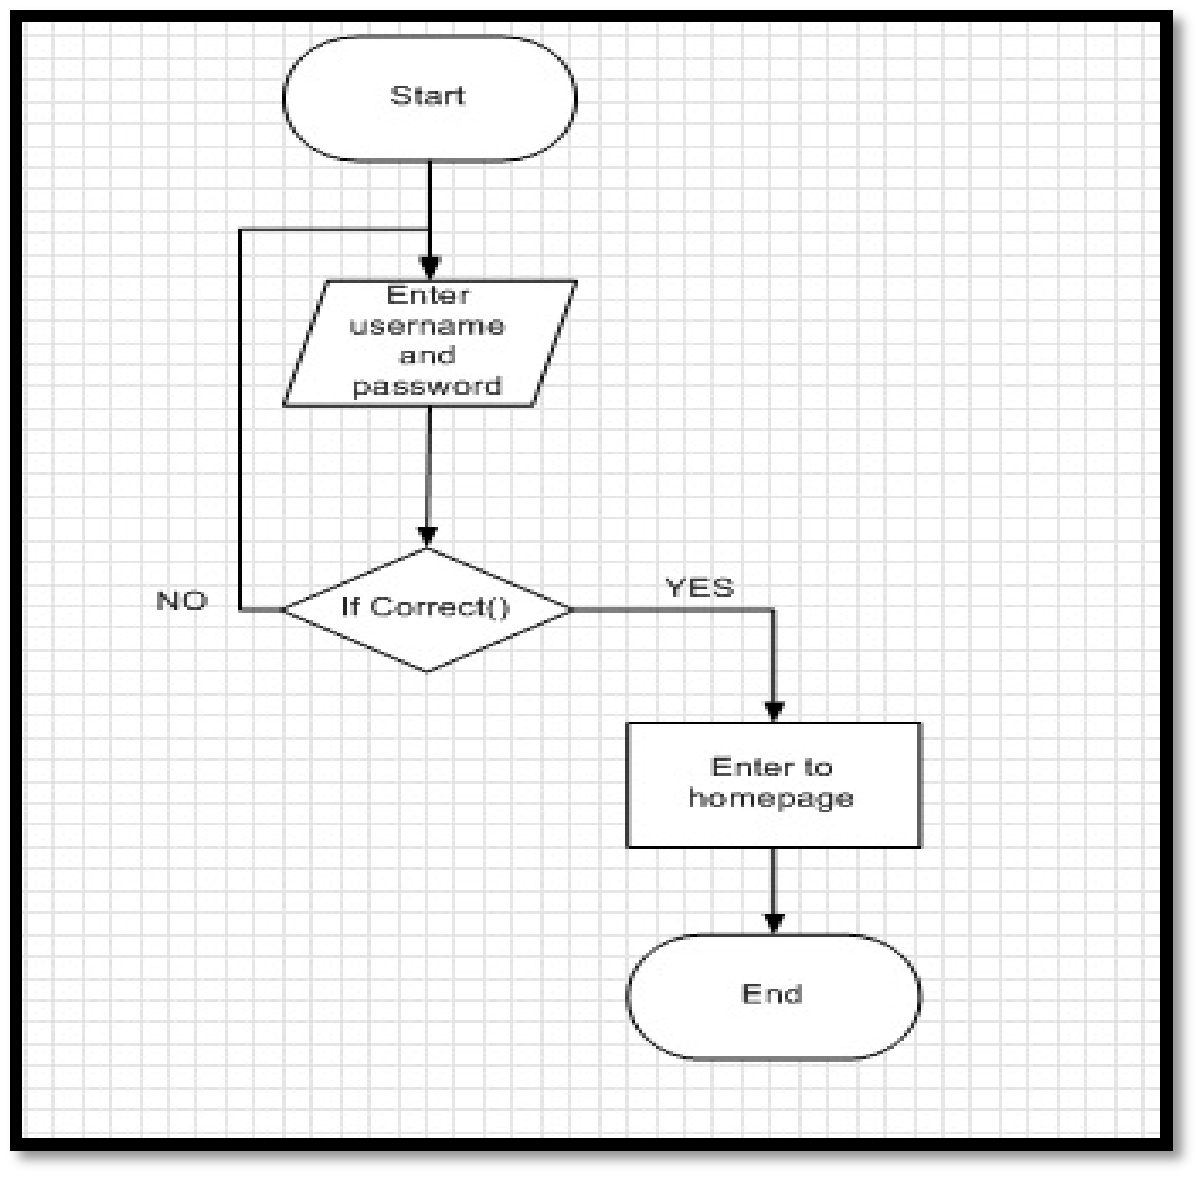 Start
Enter
username
and
password
If Correct()
NO
YES
Enter to
homepage
End